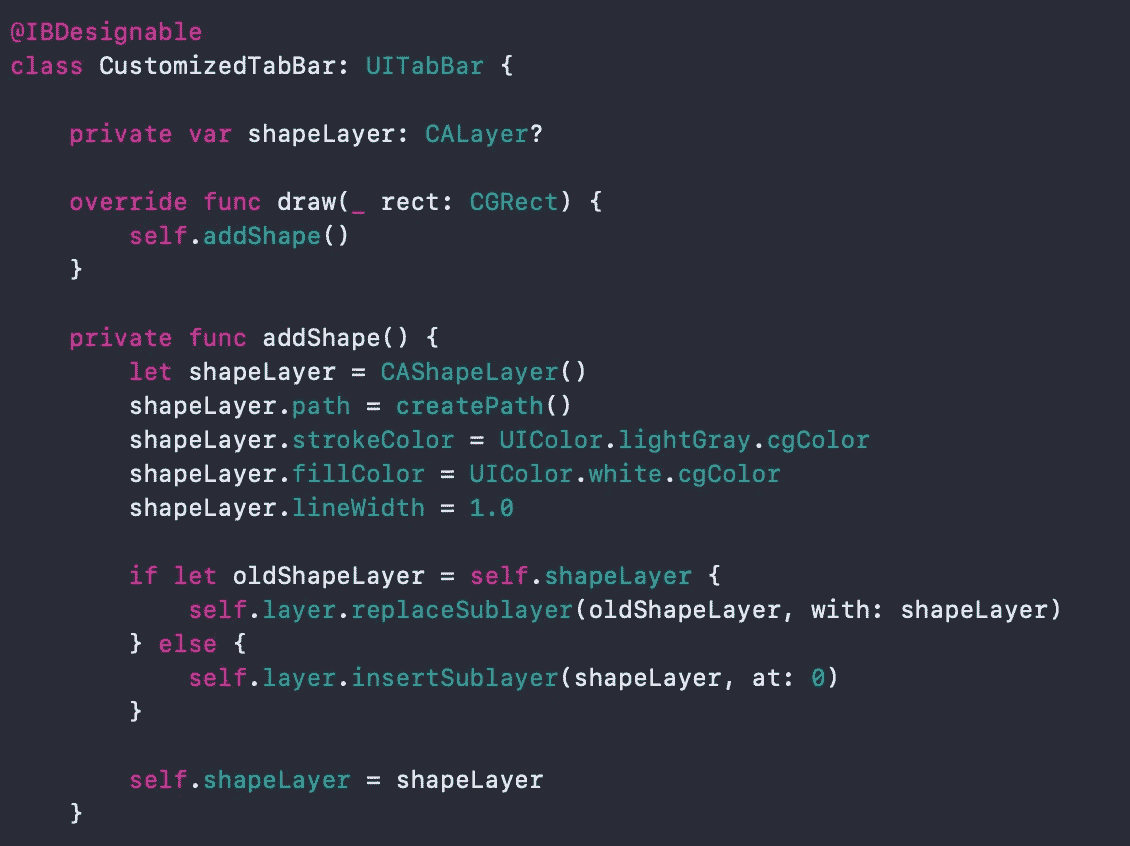 @IBDesignable
class CustomizedTabBar: UITabBar {
    private var shapeLayer: CALayer?
    override func draw(_ rect: CGRect) {
        self.addShape()
    }
    private func addShape() {
        let shapeLayer = CAShapeLayer()
        shapeLayer.path = createPath()
        shapeLayer.strokeColor = UIColor.lightGray.cgColor
        shapeLayer.fillColor = UIColor.white.cgColor
        shapeLayer.lineWidth = 1.0
        if let oldShapeLayer = self.shapeLayer {
            self.layer.replaceSublayer(oldShapeLayer, with: shapeLayer)
        } else {
            self.layer.insertSublayer(shapeLayer, at: 0)
        }
        self.shapeLayer = shapeLayer
    }